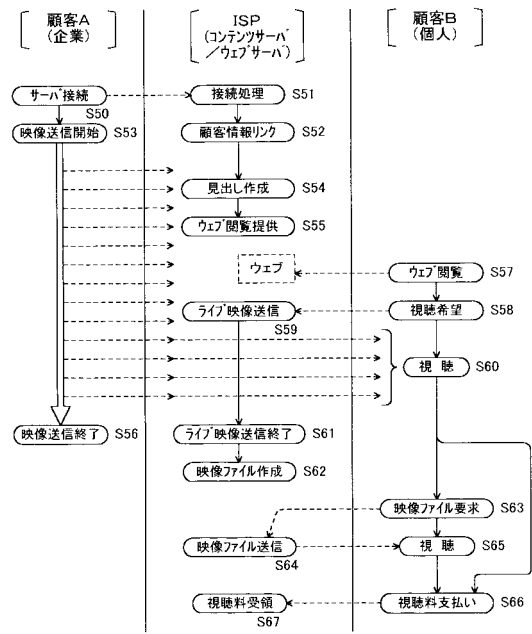 顧客A
(企業)
ISP
(コンテンツサーバ
/ウェブサーバ)
顧客B
(個人)
サーバ接続
S50
接続処理
S51
映像送信開始
S53
顧客情報リンク
S52
見出し作成
S54
ウェブ閲覧提供
S55
ウェブ
ウェブ閲覧
S57
視聴希望
S58
ライブ映像送信
S59
視 聴
S60
映像送信終了
S56
ライブ映像送信終了
S61
映像ファイル作成
S62
映像ファイル要求
S63
映像ファイル送信
S64
視 聴
S65
視聴料支払い
S66
視聴料受領
S67